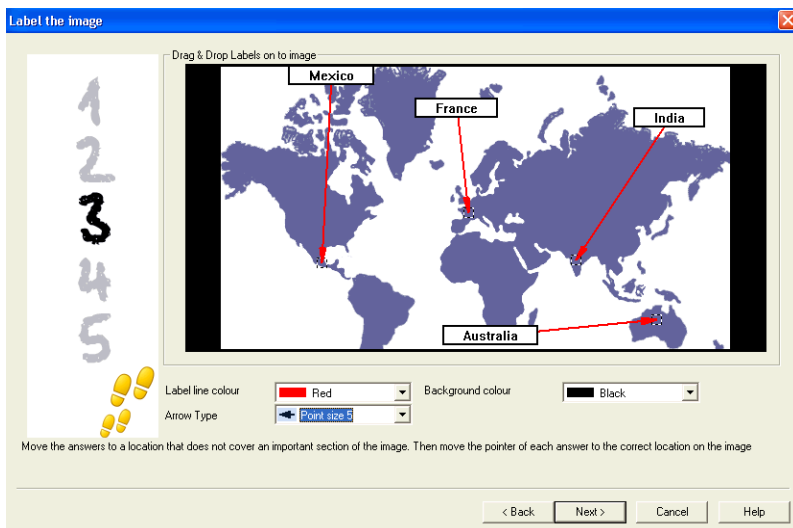 Label the image
Drag & Drop Labels on to image
1
2
3
4
5
Mexico
France
India
Australia
Label line colour
Red
Background colour
Black
Arrow Type
Point size 5
Move the answers to a location that does not cover an important section of the image. Then move the pointer of each answer to the correct location on the image
< Back
Next >
Cancel
Help